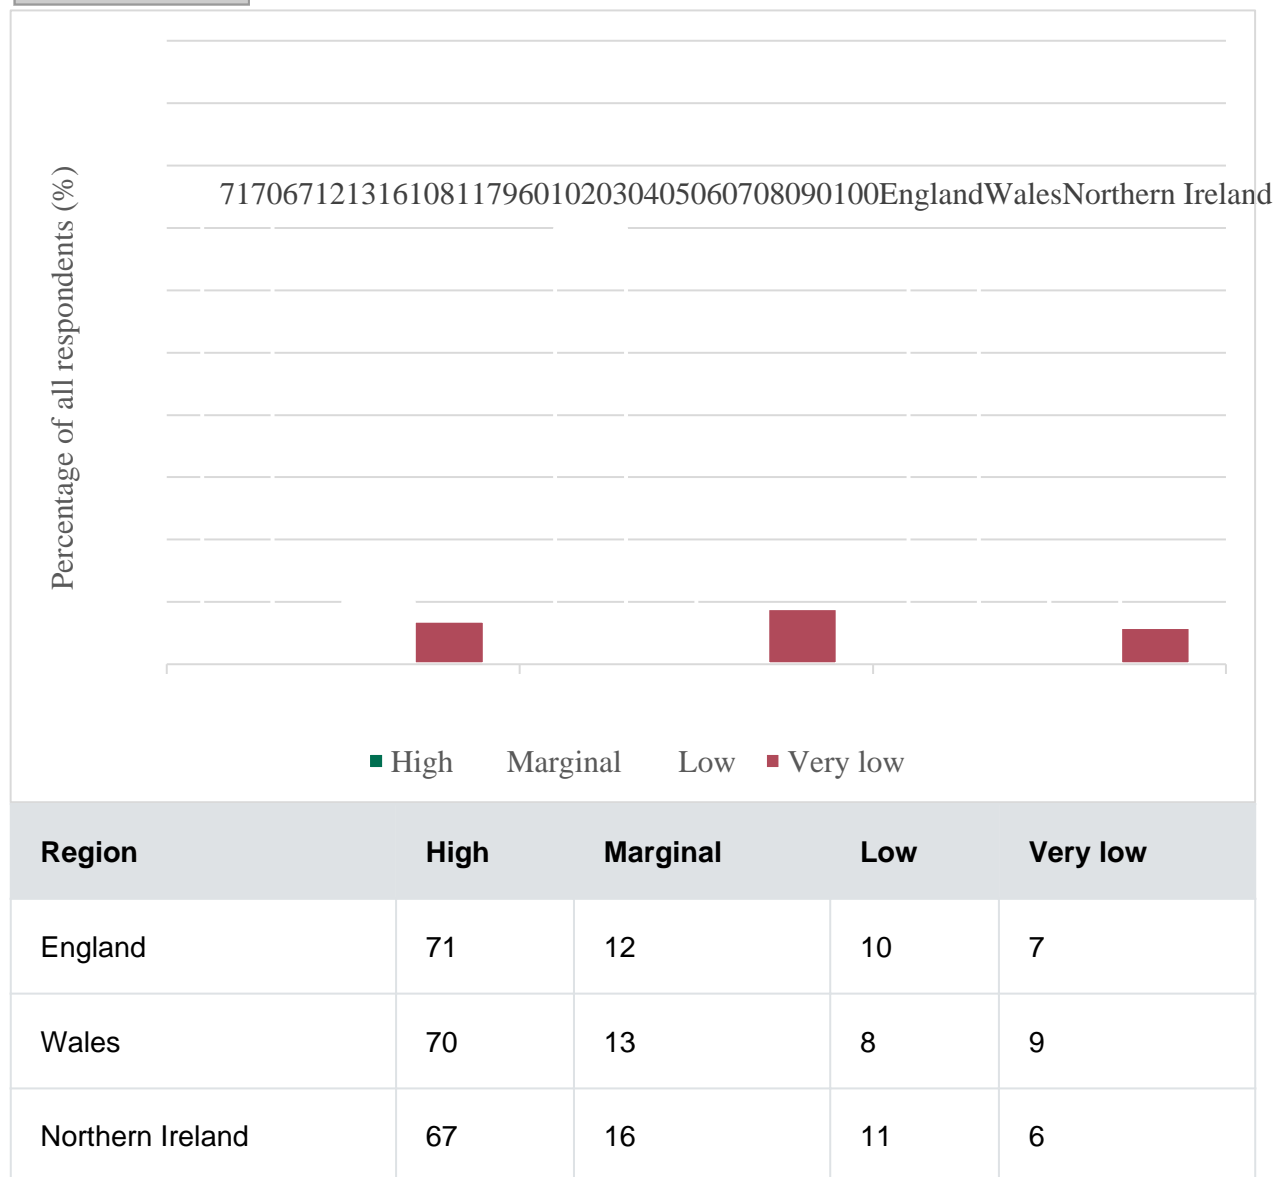 Percentage of all respondents (%)
7170671213161081179601020304050607080901​00EnglandWalesNorthern Ireland
High Marginal Low Very low
Region High Marginal Low Very low
England 71 12 10 7
Wales 70 13 8 9
Northern Ireland 67 16 11 6